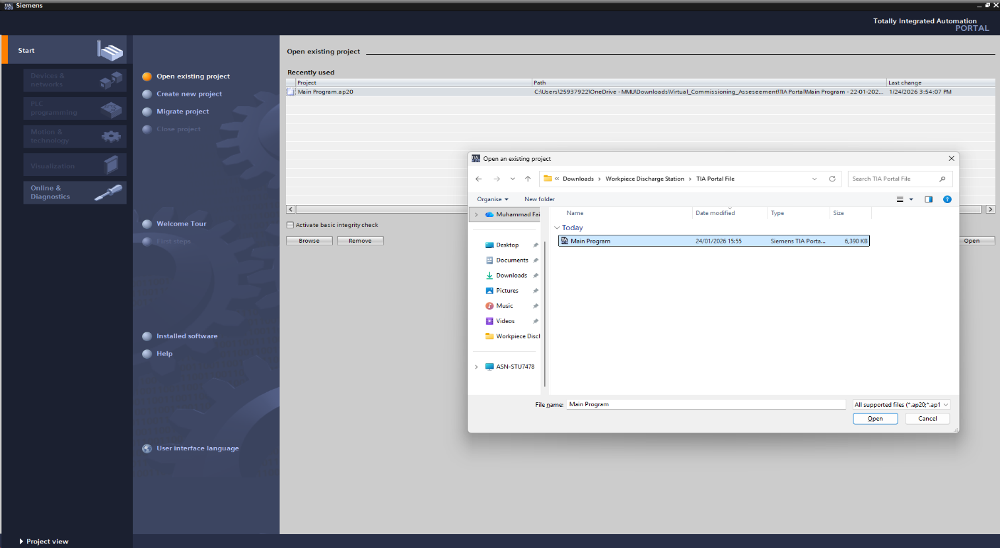 Siemens
Totally Integrated Automation
PORTAL
Start
Devices &
networks
PLC
programming
Motion &
technology
Visualization
Online &
Diagnostics
Open existing project
Create new project
Migrate project
Close project
Welcome Tour
First steps
Installed software
Help
User interface language
Open existing project
Recently used
Project Path Last change
Main Program.ap20 C:\Users\25937922\OneDrive - MMU\Downloads\Virtual_Commissioning_Asseseement\TIA Portal\Main Program - 22-01-202... 1/24/2026 3:54:07 PM
Activate basic integrity check
Browse Remove Open
Open an existing project
« Downloads > Workpiece Discharge Station > TIA Portal File
Search TIA Portal File
Organise New folder
Muhammad Fai
Desktop
Documents
Downloads
Pictures
Music
Videos
Workpiece Disch
ASN-STU7478
Name Date modified Type Size
Today
Main Program 24/01/2026 15:55 Siemens TIA Porta... 6,390 KB
File name: Main Program
All supported files (*.ap20;*.ap1
Open Cancel
Project view